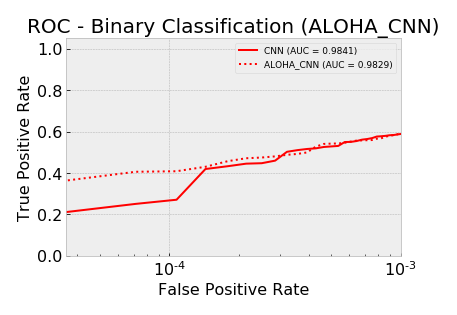 ROC - Binary Classification (ALOHA_CNN)
CNN (AUC = 0.9841)
ALOHA_CNN (AUC = 0.9829)
True Positive Rate
1.0
0.8
0.6
0.4
0.2
0.0
10^-4
10^-3
False Positive Rate